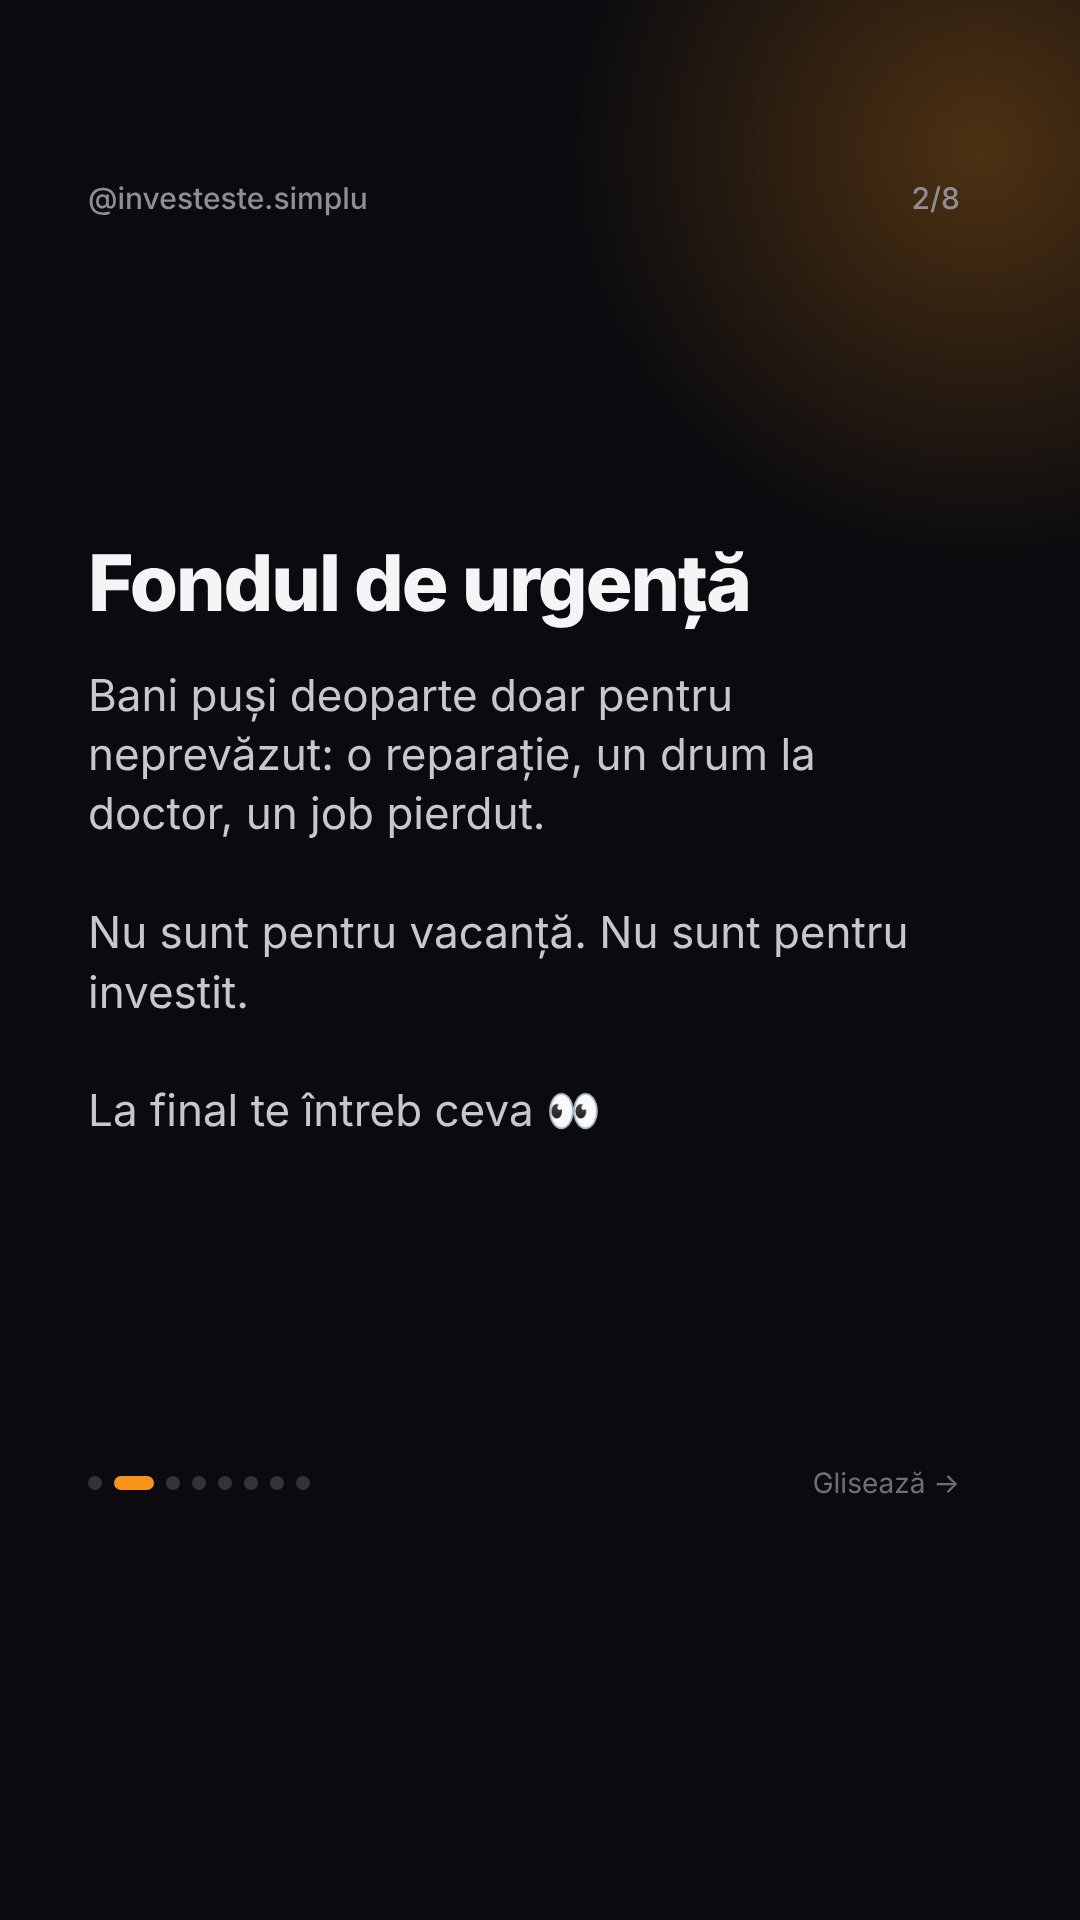 @investeste.simplu
2/8
Fondul de urgență
Bani puși deoparte doar pentru
neprevăzut: o reparație, un drum la
doctor, un job pierdut.
Nu sunt pentru vacanță. Nu sunt pentru
investit.
La final te întreb ceva 👀
Glisează →